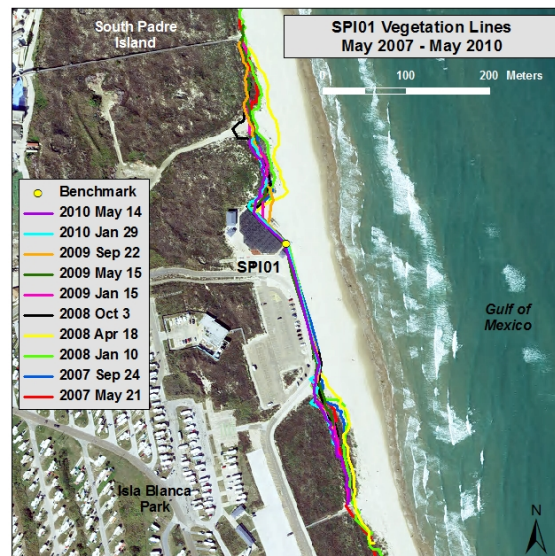 South Padre
Island
SPI01 Vegetation Lines
May 2007 - May 2010
100 200 Meters
Benchmark
2010 May 14
2010 Jan 29
2009 Sep 22
2009 May 15
2009 Jan 15
2008 Oct 3
2008 Apr 18
2008 Jan 10
2007 Sep 24
2007 May 21
SPI01
Gulf of
Mexico
Isla Blanca
Park
N